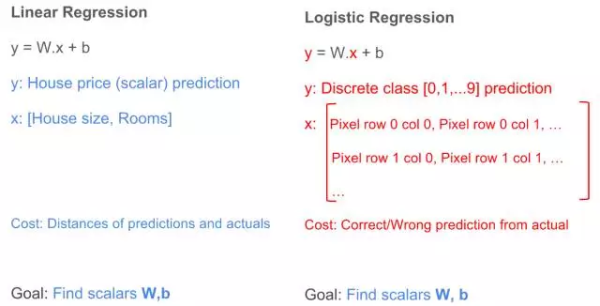 Linear Regression
y = W.x + b
y: House price (scalar) prediction
x: [House size, Rooms]
Cost: Distances of predictions and actuals
Goal: Find scalars W,b
Logistic Regression
y = W.x + b
y: Discrete class [0,1,...9] prediction
x: Pixel row 0 col 0, Pixel row 0 col 1, ...
Pixel row 1 col 0, Pixel row 1 col 1, ...
...
Cost: Correct/Wrong prediction from actual
Goal: Find scalars W, b